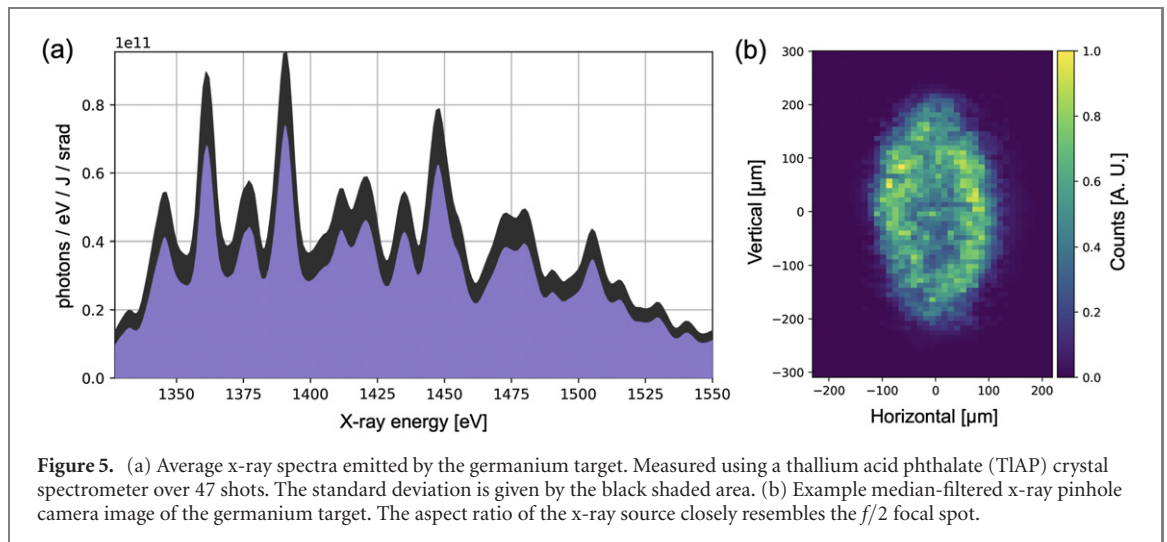 (a)
1e11
photons / eV / J / srad
0.8
0.6
0.4
0.2
0.0
1350 1375 1400 1425 1450 1475 1500 1525 1550
X-ray energy [eV]
(b)
Vertical [μm]
300
200
100
0
−100
−200
−300
−200 −100 0 100 200
Horizontal [μm]
1.0
0.8
0.6
0.4
0.2
0.0
Counts [A. U.]
Figure 5. (a) Average x-ray spectra emitted by the germanium target. Measured using a thallium acid phthalate (TlAP) crystal
spectrometer over 47 shots. The standard deviation is given by the black shaded area. (b) Example median-filtered x-ray pinhole
camera image of the germanium target. The aspect ratio of the x-ray source closely resembles the f/2 focal spot.